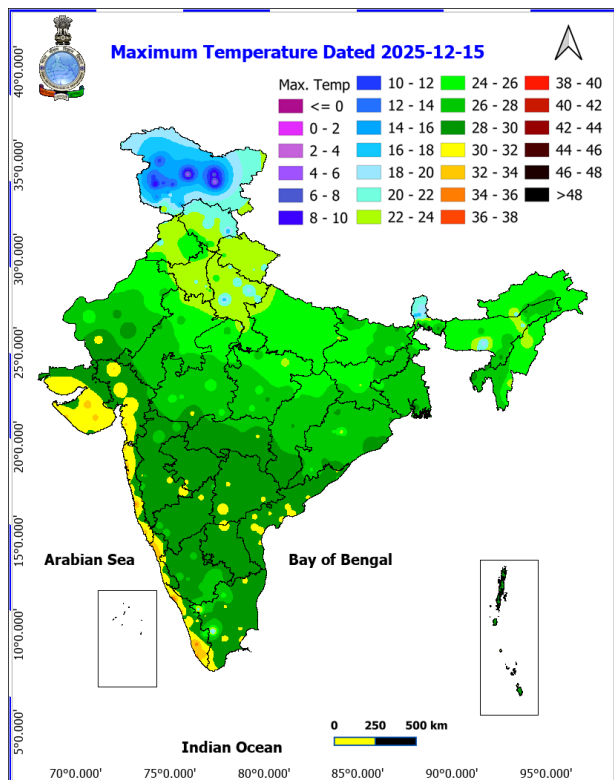 Maximum Temperature Dated 2025-12-15
Max. Temp
<= 0
0 - 2
2 - 4
4 - 6
6 - 8
8 - 10
10 - 12
12 - 14
14 - 16
16 - 18
18 - 20
20 - 22
22 - 24
24 - 26
26 - 28
28 - 30
30 - 32
32 - 34
34 - 36
36 - 38
38 - 40
40 - 42
42 - 44
44 - 46
46 - 48
>48
40°0.000'
35°0.000'
30°0.000'
25°0.000'
20°0.000'
15°0.000'
10°0.000'
5°0.000'
Arabian Sea
Bay of Bengal
Indian Ocean
0 250 500 km
70°0.000' 75°0.000' 80°0.000' 85°0.000' 90°0.000' 95°0.000'